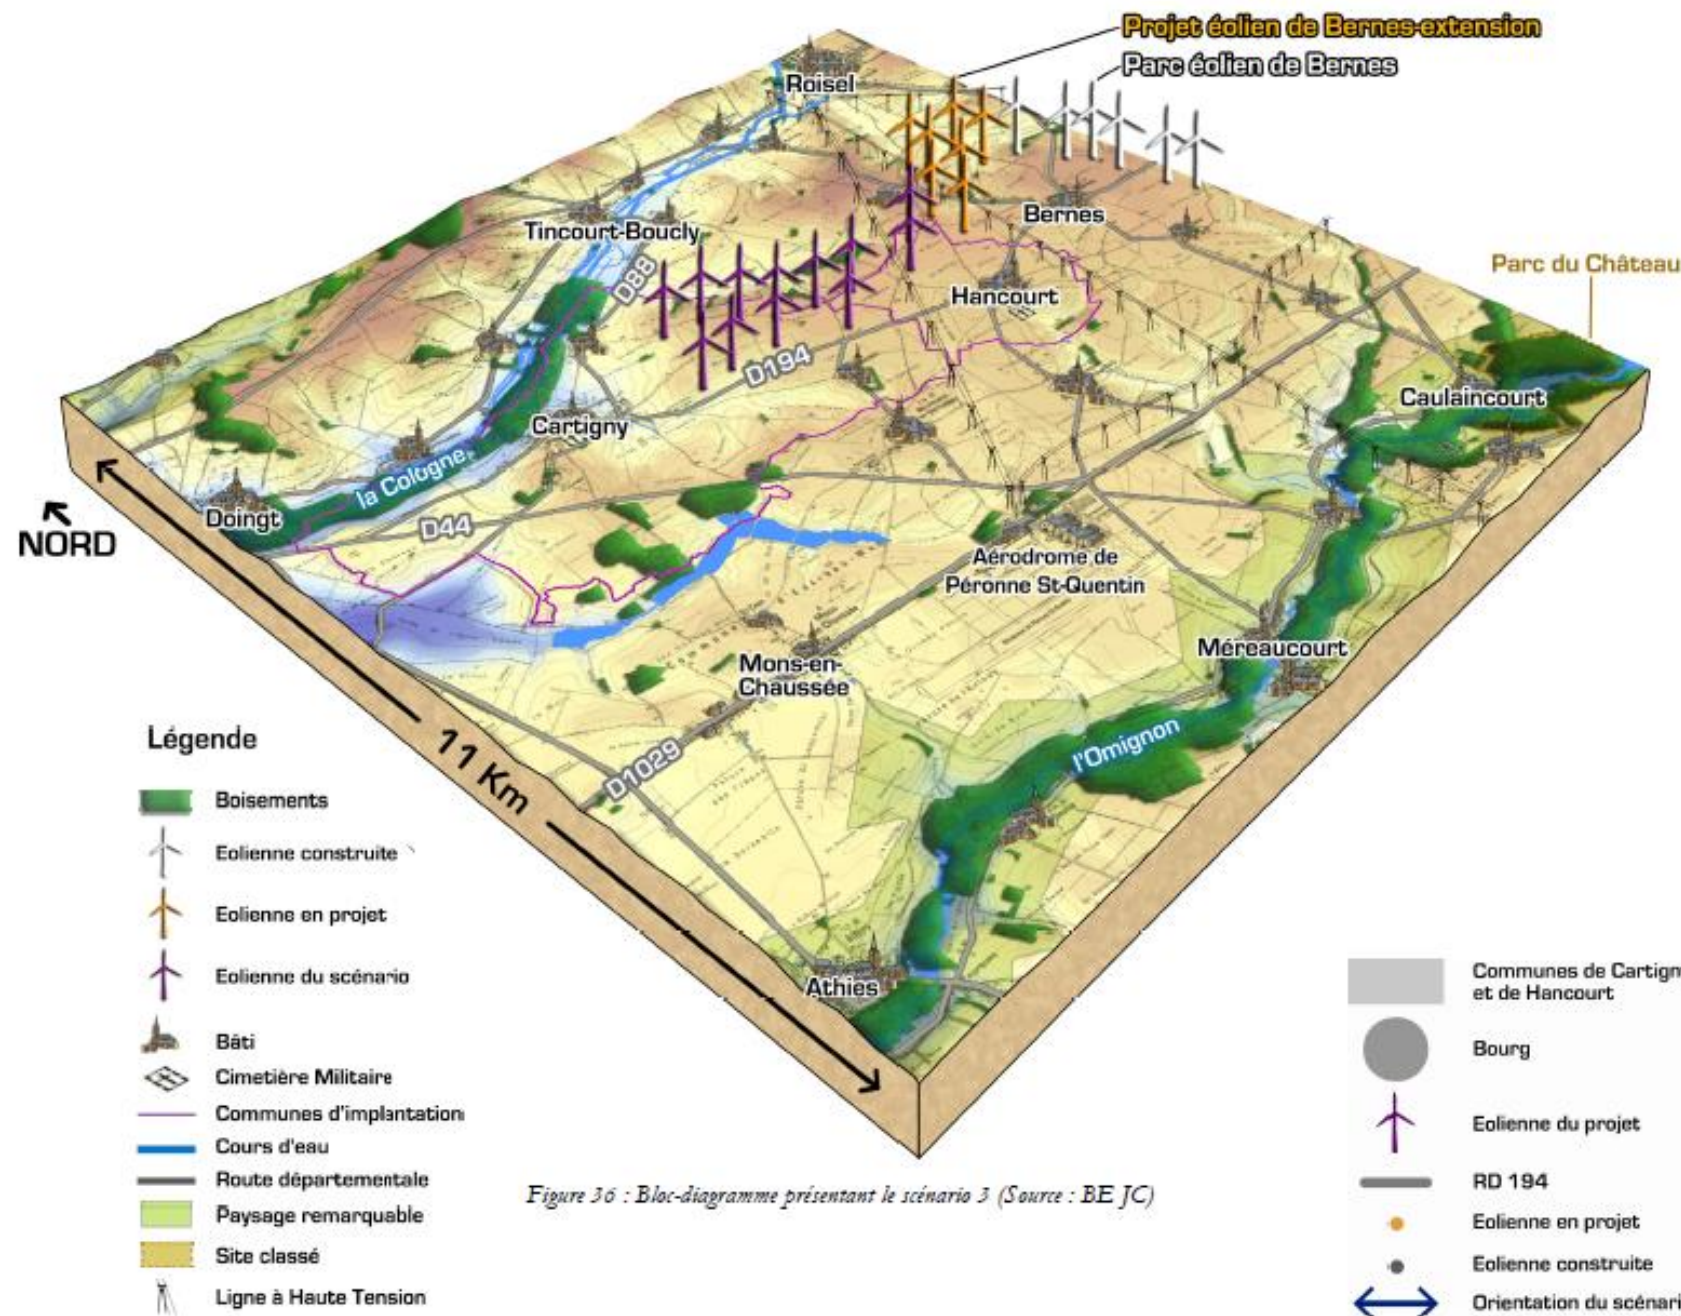 Projet éolien de Bernes-extension
Parc éolien de Bernes
Roisel
Bernes
Tincourt-Boucly
D88
Hancourt
Parc du Château
D194
Caulaincourt
Cartigny
la Cologne
Doingt
D44
NORD
Aérodrome de
Péronne St-Quentin
Méreaucourt
Mons-en-
Chaussée
l'Omignon
D1029
11 Km
Athies
Légende
Boisements
Eolienne construite
Eolienne en projet
Eolienne du scénario
Bâti
Cimetière Militaire
Communes d'implantation
Cours d'eau
Route départementale
Paysage remarquable
Site classé
Ligne à Haute Tension
Communes de Cartign
et de Hancourt
Bourg
Eolienne du projet
RD 194
Eolienne en projet
Eolienne construite
Orientation du scénari
Figure 36 : Bloc-diagramme présentant le scénario 3 (Source : BE JC)